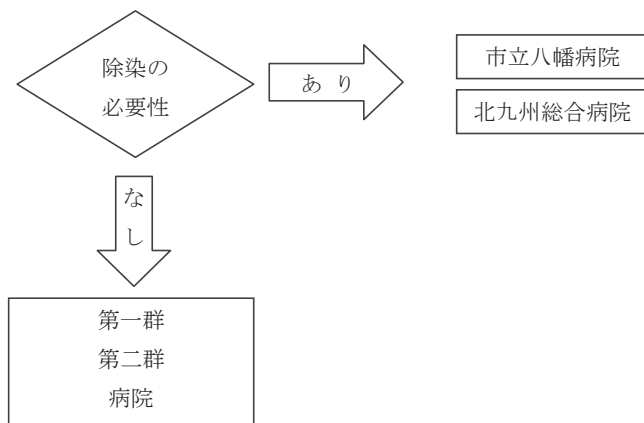 除染の
必要性
あり
市立八幡病院
北九州総合病院
なし
第一群
第二群
病院